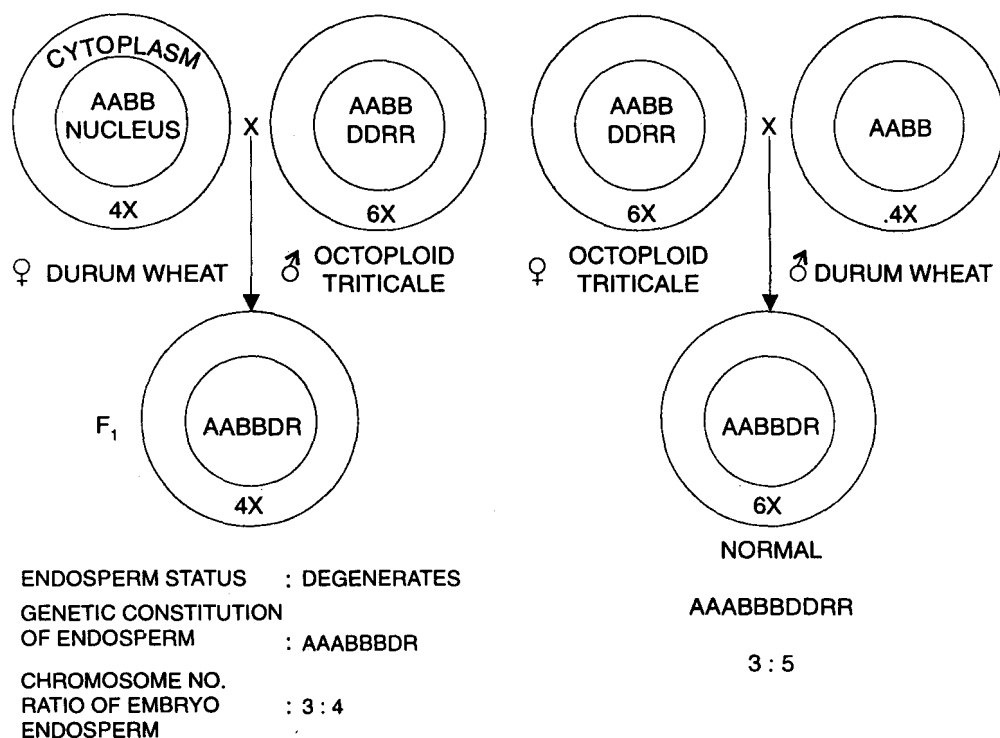 CYTOPLASM
AABB
NUCLEUS
4X
X
AABB
DDRR
6X
♀ DURUM WHEAT
♂ OCTOPLOID
TRITICALE
AABB
DDRR
6X
X
AABB
.4X
♀ OCTOPLOID
TRITICALE
♂ DURUM WHEAT
F1
AABBDR
4X
AABBDR
6X
NORMAL
ENDOSPERM STATUS : DEGENERATES
GENETIC CONSTITUTION
OF ENDOSPERM : AAABBBDR
AAABBBDDRR
CHROMOSOME NO.
RATIO OF EMBRYO : 3 : 4
ENDOSPERM
3 : 5